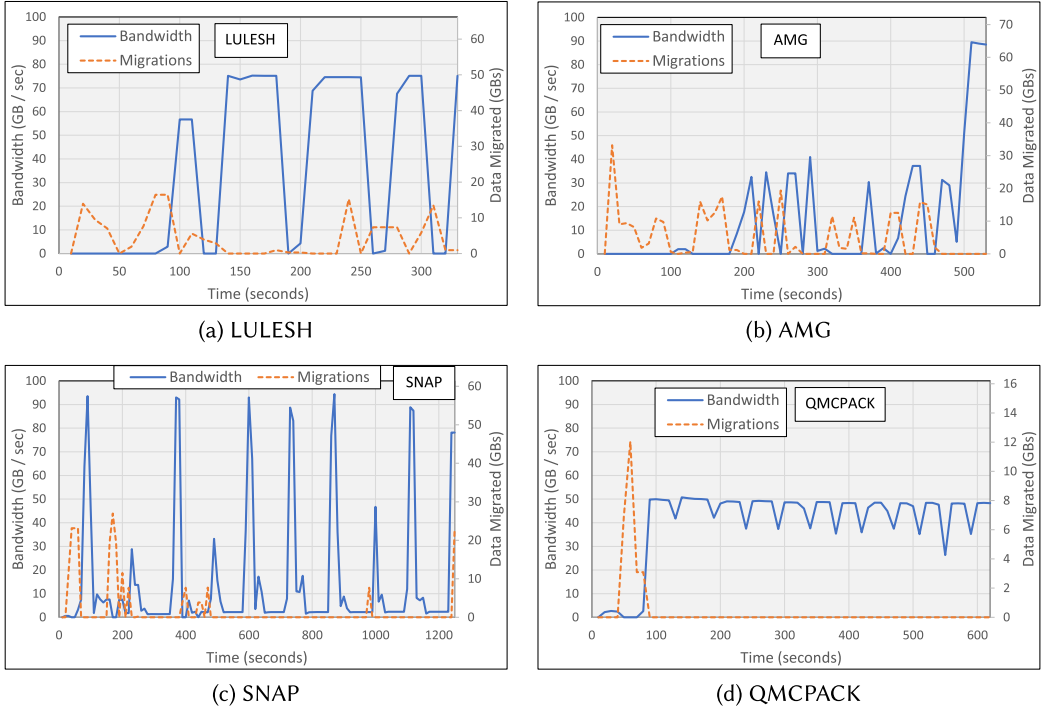 LULESH
Bandwidth
Migrations
Bandwidth (GB / sec)
Data Migrated (GBs)
100
90
80
70
60
50
40
30
20
10
0
60
50
40
30
20
10
0
0 50 100 150 200 250 300
Time (seconds)
(a) LULESH
AMG
Bandwidth
Migrations
Bandwidth (GB / sec)
Data Migrated (GBs)
100
90
80
70
60
50
40
30
20
10
0
70
60
50
40
30
20
10
0
0 100 200 300 400 500
Time (seconds)
(b) AMG
Bandwidth Migrations
SNAP
Bandwidth (GB / sec)
Data Migrated (GBs)
100
90
80
70
60
50
40
30
20
10
0
60
50
40
30
20
10
0
0 200 400 600 800 1000 1200
Time (seconds)
(c) SNAP
Bandwidth
Migrations
QMCPACK
Bandwidth (GB / sec)
Data Migrated (GBs)
100
90
80
70
60
50
40
30
20
10
0
16
14
12
10
8
6
4
2
0
0 100 200 300 400 500 600
Time (seconds)
(d) QMCPACK